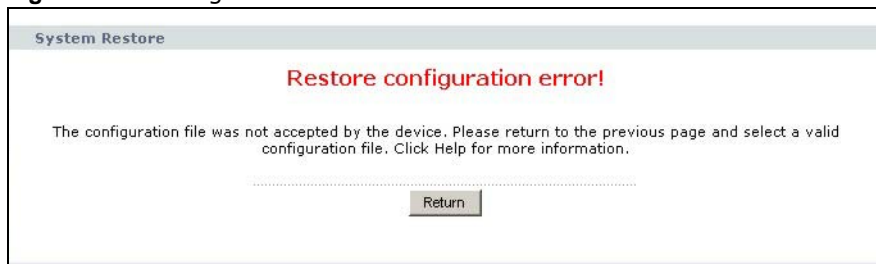 System Restore
Restore configuration error!
The configuration file was not accepted by the device. Please return to the previous page and select a valid
configuration file. Click Help for more information.
Return